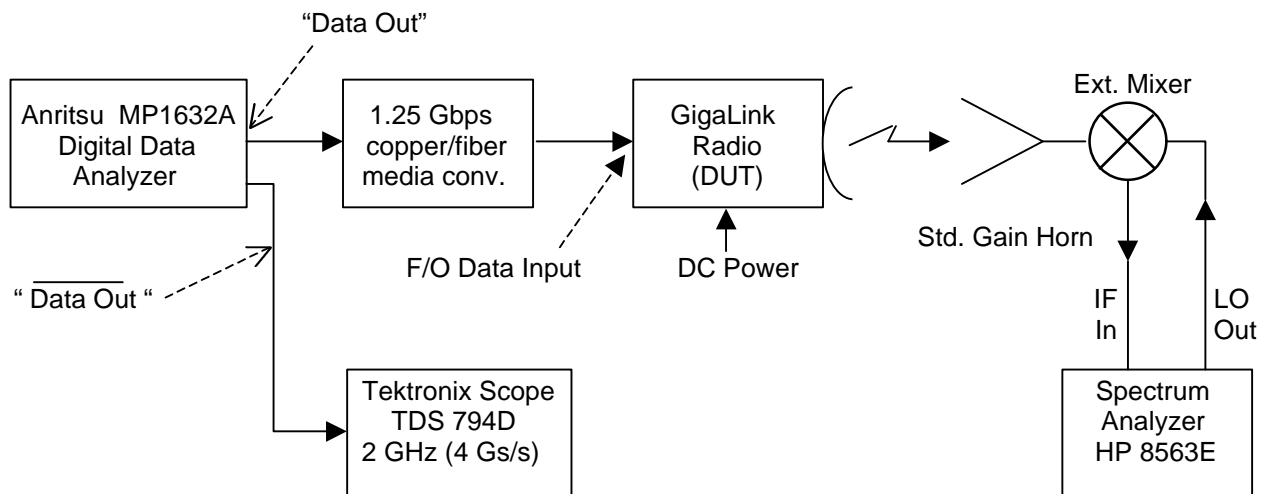 “Data Out”
Anritsu MP1632A
Digital Data
Analyzer
1.25 Gbps
copper/fiber
media conv.
GigaLink
Radio
(DUT)
Ext. Mixer
Std. Gain Horn
F/O Data Input
DC Power
“ Data Out “
IF
In
LO
Out
Tektronix Scope
TDS 794D
2 GHz (4 Gs/s)
Spectrum
Analyzer
HP 8563E